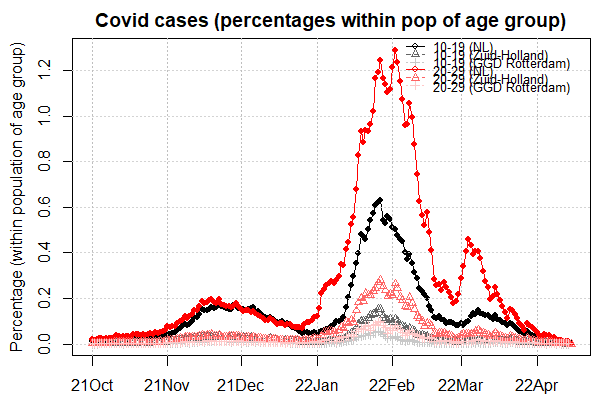 Covid cases (percentages within pop of age group)
Percentage (within population of age group)
1.2
1.0
0.8
0.6
0.4
0.2
0.0
10-19 (NL)
10-19 (Zuid-Holland)
10-19 (GGD Rotterdam)
20-29 (NL)
20-29 (Zuid-Holland)
20-29 (GGD Rotterdam)
21Oct 21Nov 21Dec 22Jan 22Feb 22Mar 22Apr